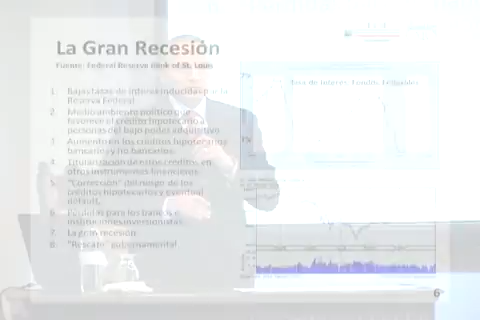 La Gran Recesión
Fuente: Federal Reserve Bank of St. Louis
1. Bajas tasas de interés inducidas por la
Reserva Federal
2. Medio ambiente político que
favorece el crédito hipotecario a
personas del bajo poder adquisitivo
3. Aumento en los créditos hipotecarios
bancarios y no bancarios
4. Titularización de estos créditos, en
otros instrumentos financieros
5. "Corrección" del rango de los
créditos hipotecarios y eventual
default.
6. Pérdidas para los bancos e
instituciones inversionistas
7. La gran recesión
8. "Rescate" gubernamental
Tasa de Interés, Fondos Federales
6